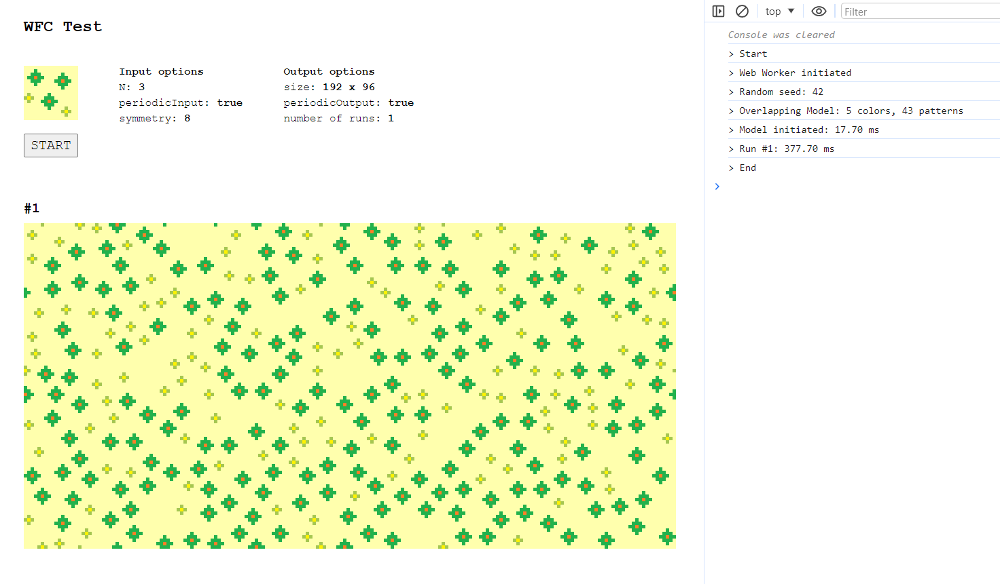 WFC Test
Input options
N: 3
periodicInput: true
symmetry: 8
Output options
size: 192 x 96
periodicOutput: true
number of runs: 1
START
#1
top
Filter
Console was cleared
> Start
> Web Worker initiated
> Random seed: 42
> Overlapping Model: 5 colors, 43 patterns
> Model initiated: 17.70 ms
> Run #1: 377.70 ms
> End
>